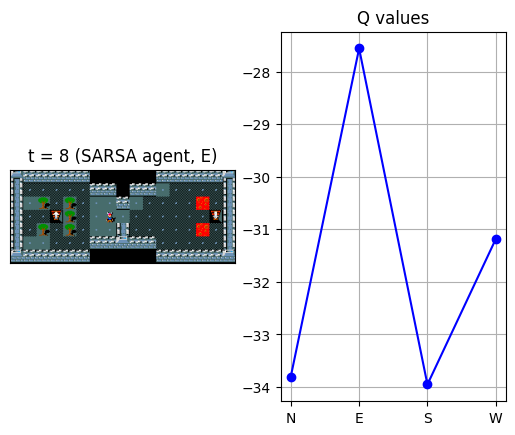 Q values
t = 8 (SARSA agent, E)
−28
−29
−30
−31
−32
−33
−34
N E S W